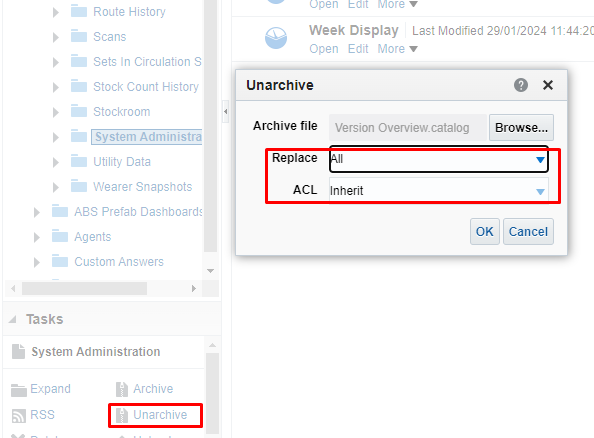 Route History
Scans
Sets In Circulation S
Stock Count History
Stockroom
System Administra
Utility Data
Wearer Snapshots
ABS Prefab Dashboards
Agents
Custom Answers
Tasks
System Administration
Expand Archive
RSS Unarchive
Open Edit More
Week Display Last Modified 29/01/2024 11:44:20
Open Edit More
Unarchive
Archive file Version Overview.catalog Browse...
Replace All
ACL Inherit
OK Cancel